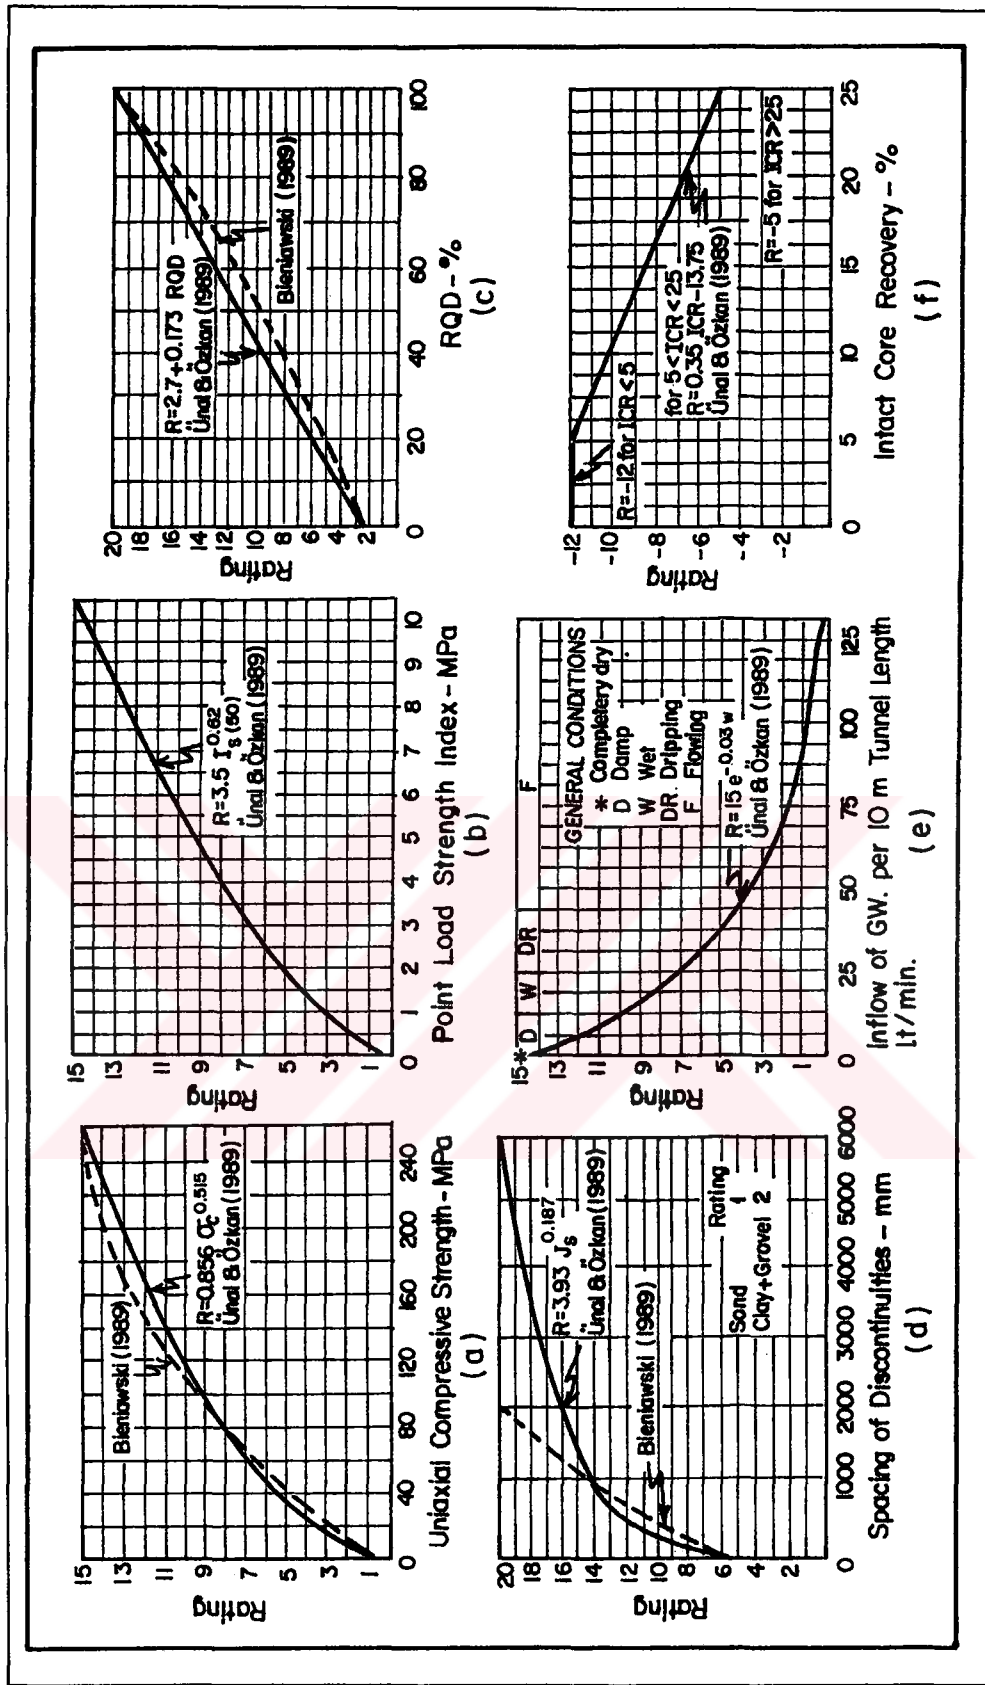 15
13
11
9
7
5
3
1
Rating
Bieniawski (1989)
R=0.856 σc^0.515
Ünal & Özkan (1989)
0 40 80 120 160 200 240
Uniaxial Compressive Strength - MPa
(a)
15
13
11
9
7
5
3
1
Rating
R=3.5 Is(50)^0.62
Ünal & Özkan (1989)
0 1 2 3 4 5 6 7 8 9 10
Point Load Strength Index - MPa
(b)
20
18
16
14
12
10
8
6
4
2
Rating
R=2.7+0.173 RQD
Ünal & Özkan (1989)
Bieniawski (1989)
0 20 40 60 80 100
RQD - %
(c)
20
18
16
14
12
10
8
6
4
2
Rating
R=3.93 Js^0.187
Ünal & Özkan (1989)
Bieniawski (1989)
Rating
Sand 1
Clay+Gravel 2
0 1000 2000 3000 4000 5000 6000
Spacing of Discontinuities - mm
(d)
15
13
11
9
7
5
3
1
Rating
* D W DR F
GENERAL CONDITIONS
* Completery dry
D Damp
W Wet
DR. Dripping
F Flowing
R=15 e^-0.03w
Ünal & Özkan (1989)
0 25 50 75 100 125
Inflow of GW. per 10 m Tunnel Length
Lt/min.
(e)
-12
-10
-8
-6
-4
-2
Rating
R=-12 for ICR<5
for 5<ICR<25
R=0.35 ICR-13.75
Ünal & Özkan (1989)
R=-5 for ICR>25
0 5 10 15 20 25
Intact Core Recovery - %
(f)